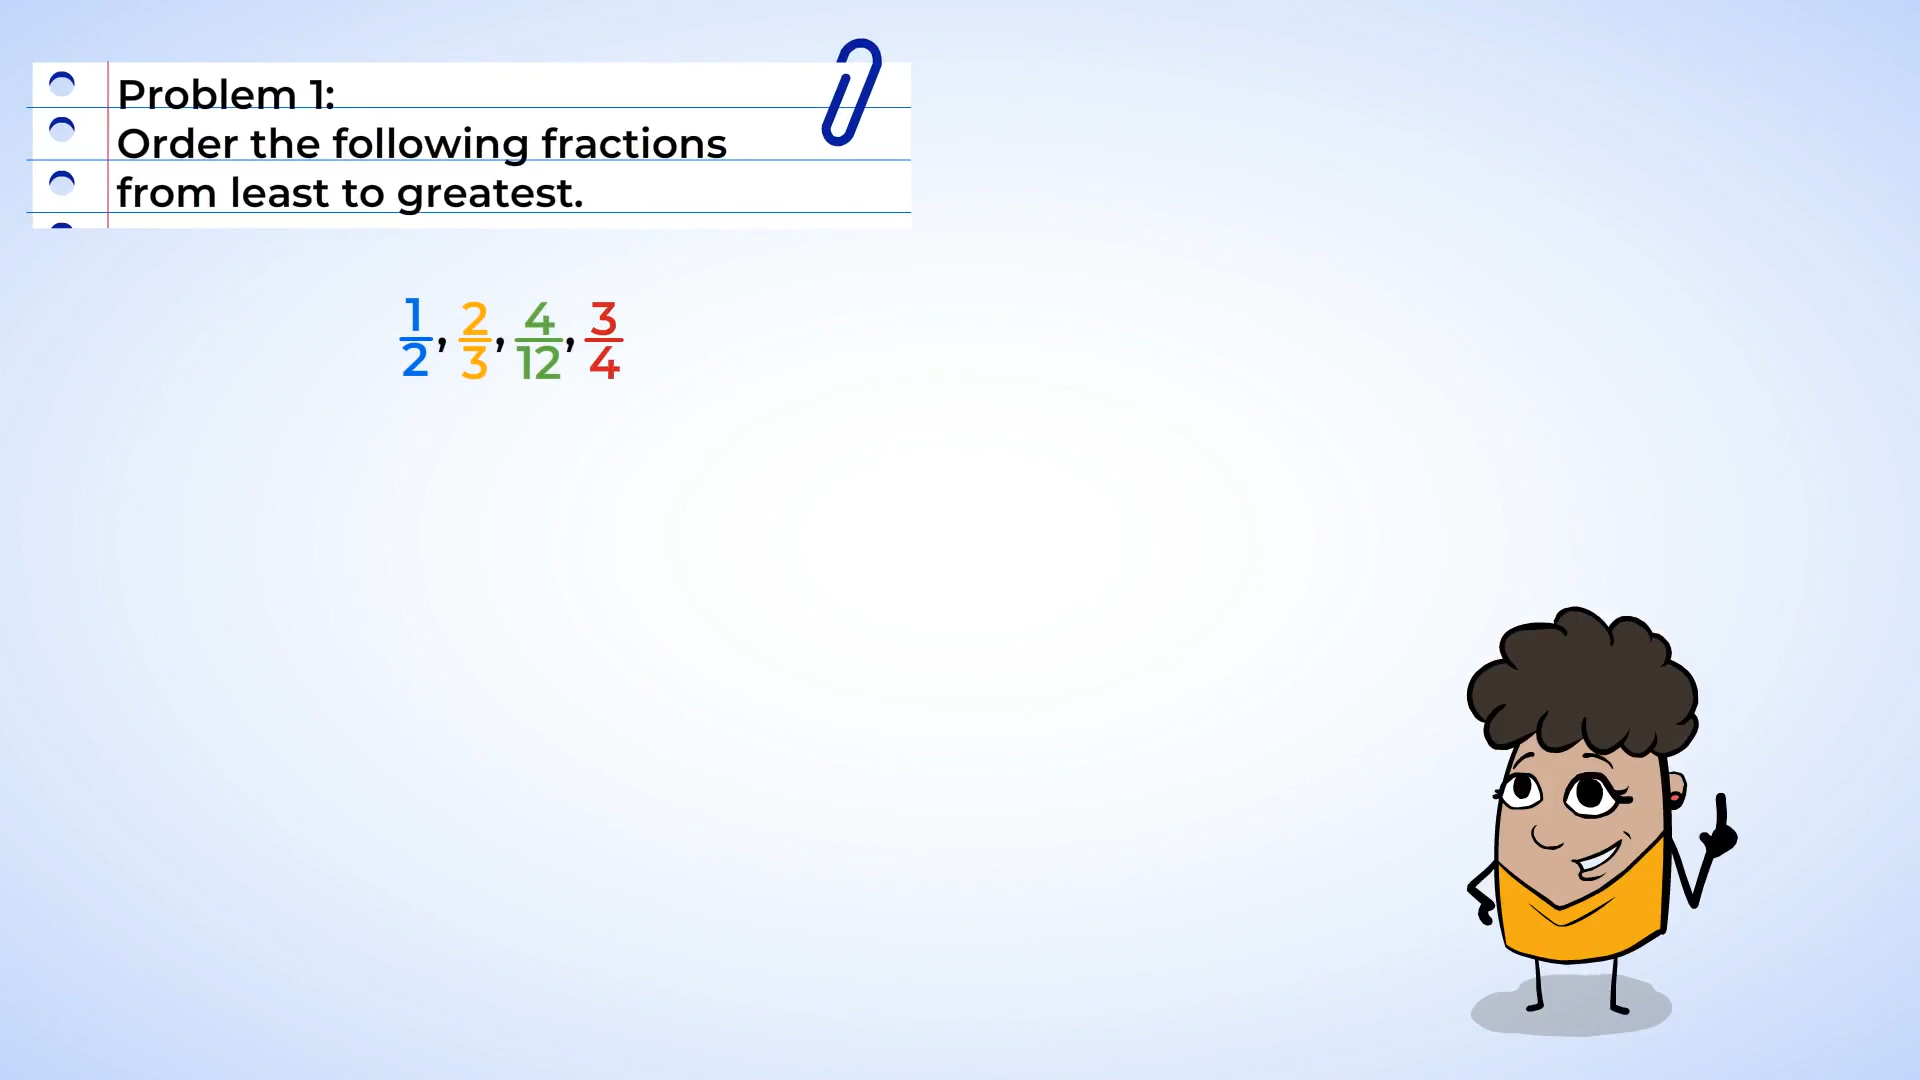 Problem 1:
Order the following fractions
from least to greatest.
1/2, 2/3, 4/12, 3/4